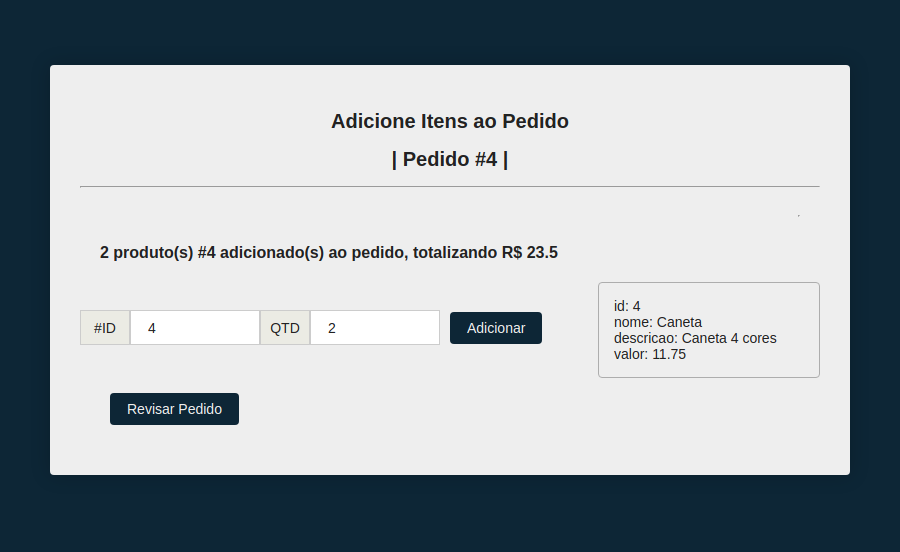 Adicione Itens ao Pedido
| Pedido #4 |
2 produto(s) #4 adicionado(s) ao pedido, totalizando R$ 23.5
#ID 4 QTD 2 Adicionar
id: 4
nome: Caneta
descricao: Caneta 4 cores
valor: 11.75
Revisar Pedido